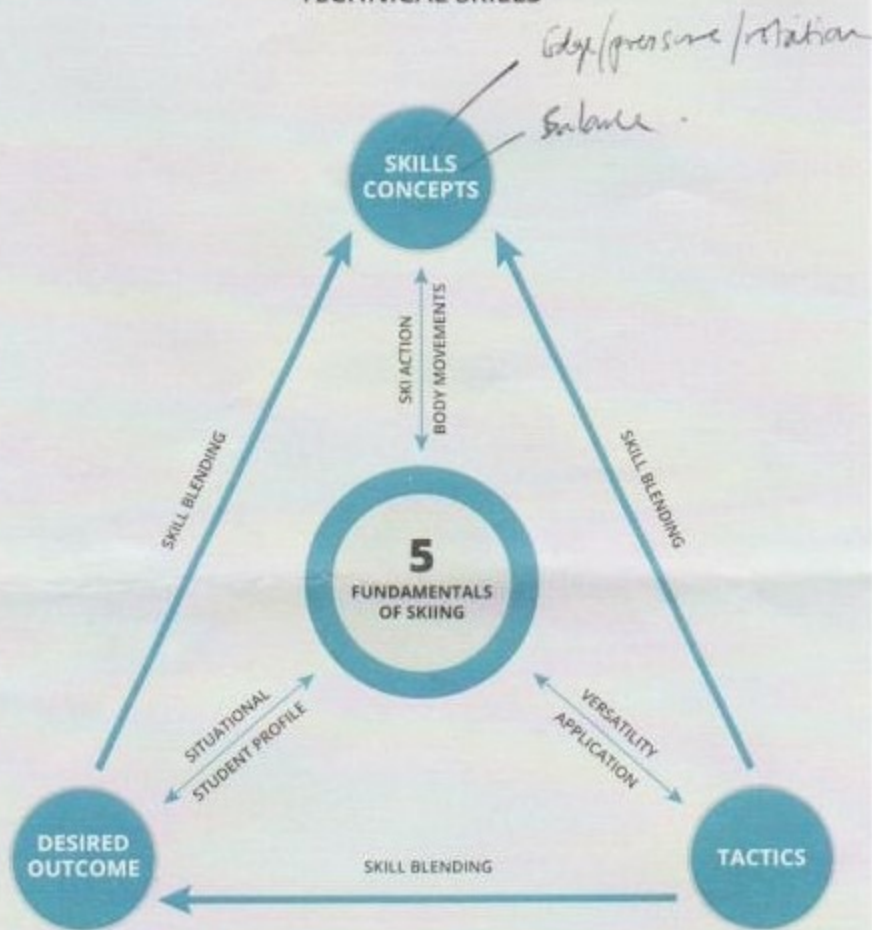 TECHNICAL SKILLS
Edge/pressure/rotation
Balance.
SKILLS
CONCEPTS
SKI ACTION
BODY MOVEMENTS
SKILL BLENDING
SKILL BLENDING
5
FUNDAMENTALS
OF SKIING
SITUATIONAL
STUDENT PROFILE
VERSATILITY
APPLICATION
DESIRED
OUTCOME
SKILL BLENDING
TACTICS